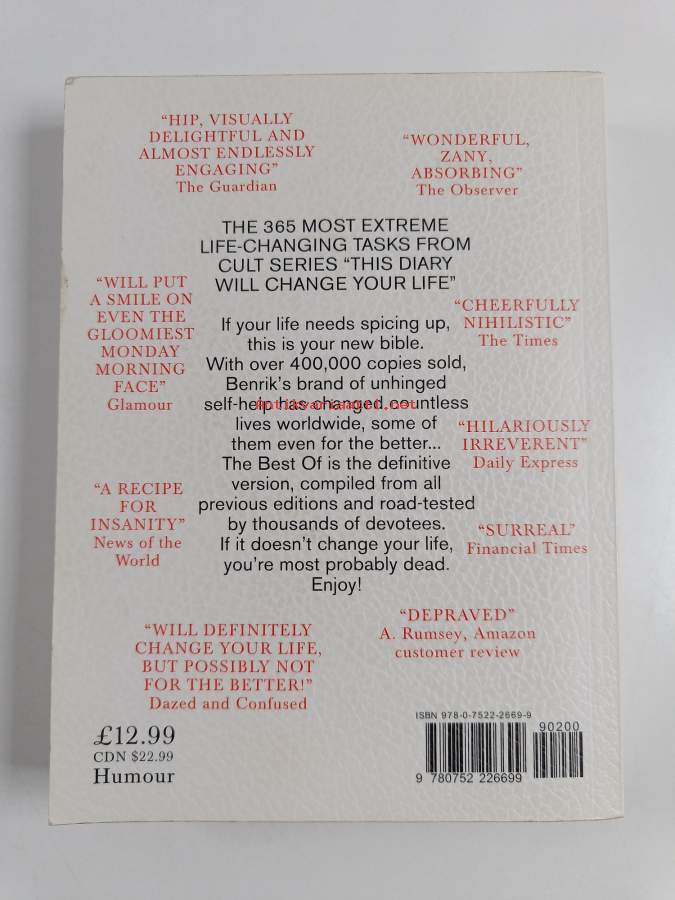 “HIP, VISUALLY
DELIGHTFUL AND
ALMOST ENDLESSLY
ENGAGING”
The Guardian
“WONDERFUL,
ZANY,
ABSORBING”
The Observer
THE 365 MOST EXTREME
LIFE-CHANGING TASKS FROM
CULT SERIES “THIS DIARY
WILL CHANGE YOUR LIFE”
“WILL PUT
A SMILE ON
EVEN THE
GLOOMIEST
MONDAY
MORNING
FACE”
Glamour
“CHEERFULLY
NIHILISTIC”
The Times
If your life needs spicing up,
this is your new bible.
With over 400,000 copies sold,
Benrik’s brand of unhinged
self-help has changed countless
lives worldwide, some of
them even for the better...
The Best Of is the definitive
version, compiled from all
previous editions and road-tested
by thousands of devotees.
If it doesn’t change your life,
you’re most probably dead.
Enjoy!
Antikvariaatti.net
“HILARIOUSLY
IRREVERENT”
Daily Express
“A RECIPE
FOR
INSANITY”
News of the
World
“SURREAL”
Financial Times
“WILL DEFINITELY
CHANGE YOUR LIFE,
BUT POSSIBLY NOT
FOR THE BETTER!”
Dazed and Confused
“DEPRAVED”
A. Rumsey, Amazon
customer review
£12.99
CDN $22.99
Humour
ISBN 978-0-7522-2669-9
90200
9 780752 226699